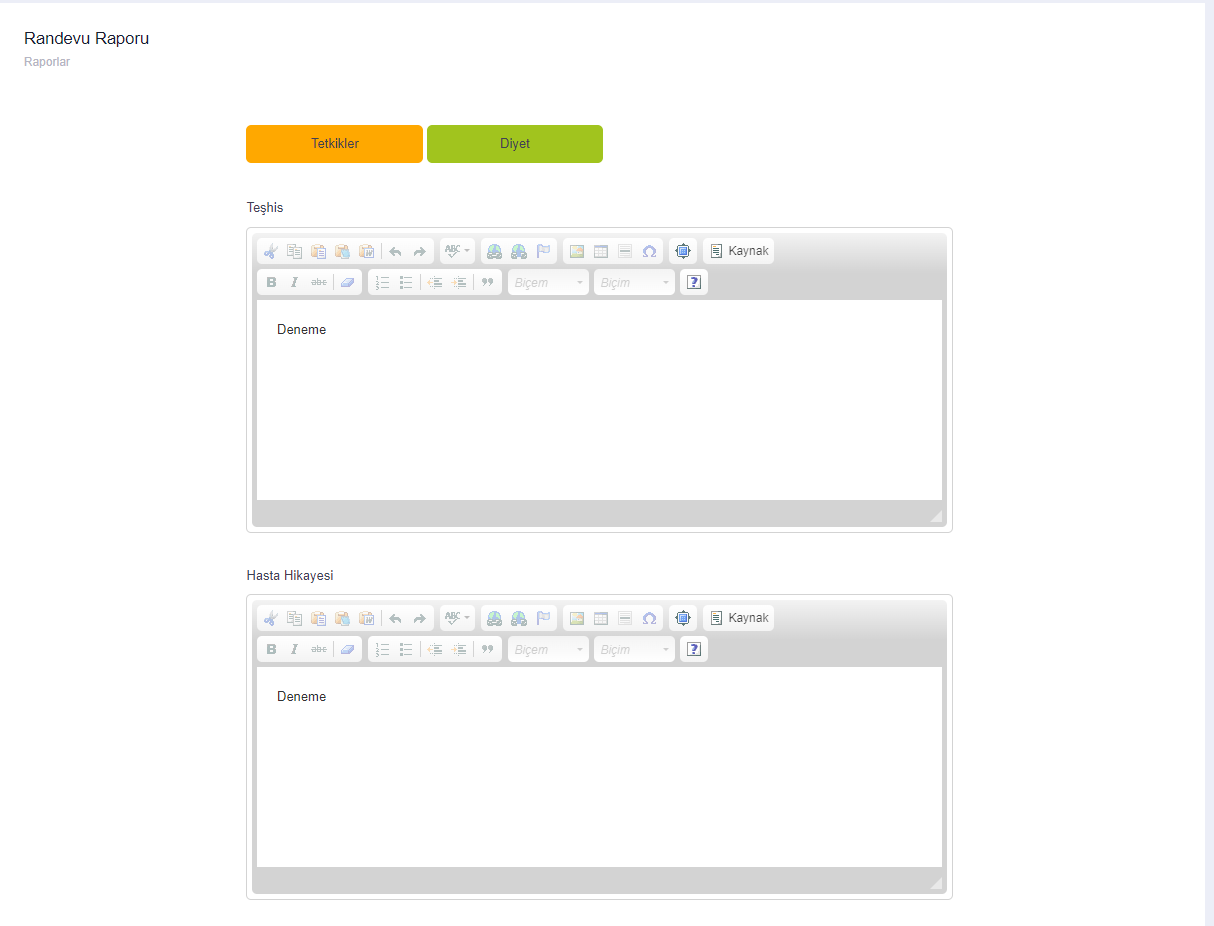 Randevu Raporu
Raporlar
Tetkikler Diyet
Teşhis
ABC Kaynak
B I abc Biçem Biçim ?
Deneme
Hasta Hikayesi
ABC Kaynak
B I abc Biçem Biçim ?
Deneme